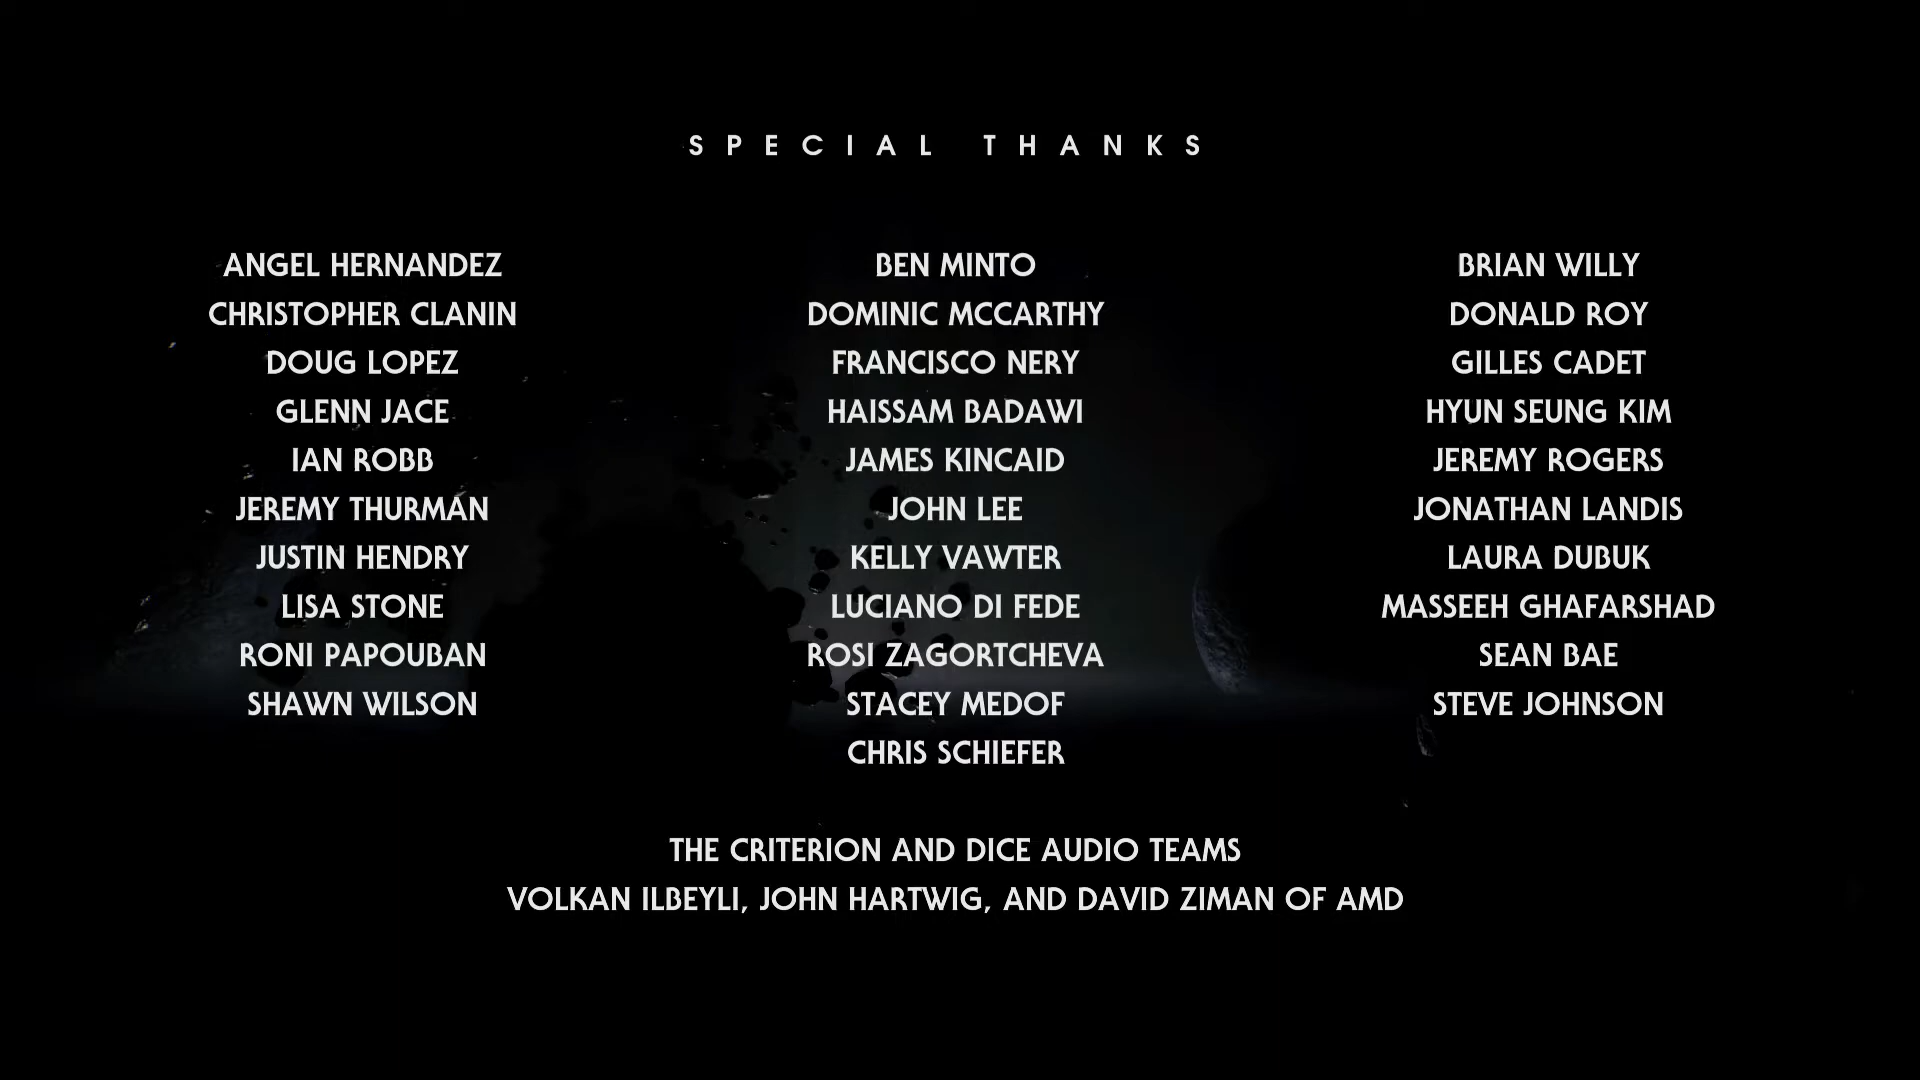 SPECIAL THANKS
ANGEL HERNANDEZ
CHRISTOPHER CLANIN
DOUG LOPEZ
GLENN JACE
IAN ROBB
JEREMY THURMAN
JUSTIN HENDRY
LISA STONE
RONI PAPOUBAN
SHAWN WILSON
BEN MINTO
DOMINIC MCCARTHY
FRANCISCO NERY
HAISSAM BADAWI
JAMES KINCAID
JOHN LEE
KELLY VAWTER
LUCIANO DI FEDE
ROSI ZAGORTCHEVA
STACEY MEDOF
CHRIS SCHIEFER
BRIAN WILLY
DONALD ROY
GILLES CADET
HYUN SEUNG KIM
JEREMY ROGERS
JONATHAN LANDIS
LAURA DUBUK
MASSEEH GHAFARSHAD
SEAN BAE
STEVE JOHNSON
THE CRITERION AND DICE AUDIO TEAMS
VOLKAN ILBEYLI, JOHN HARTWIG, AND DAVID ZIMAN OF AMD